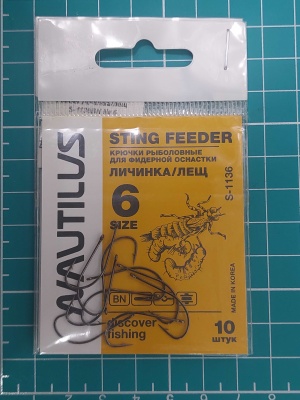 NAUTILUS
STING FEEDER
КРЮЧКИ РЫБОЛОВНЫЕ
ДЛЯ ФИДЕРНОЙ ОСНАСТКИ
ЛИЧИНКА/ЛЕЩ
6
SIZE
S-1136
MADE IN KOREA
BN
discover
fishing
10
штук